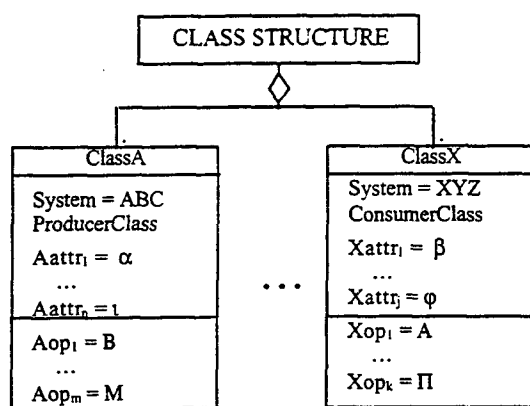 CLASS STRUCTURE
ClassA
System = ABC
ProducerClass
Aattr₁ = α
...
Aattrₙ = ι
Aop₁ = B
...
Aopₘ = M
...
ClassX
System = XYZ
ConsumerClass
Xattr₁ = β
...
Xattrⱼ = φ
Xop₁ = A
...
Xopₖ = Π